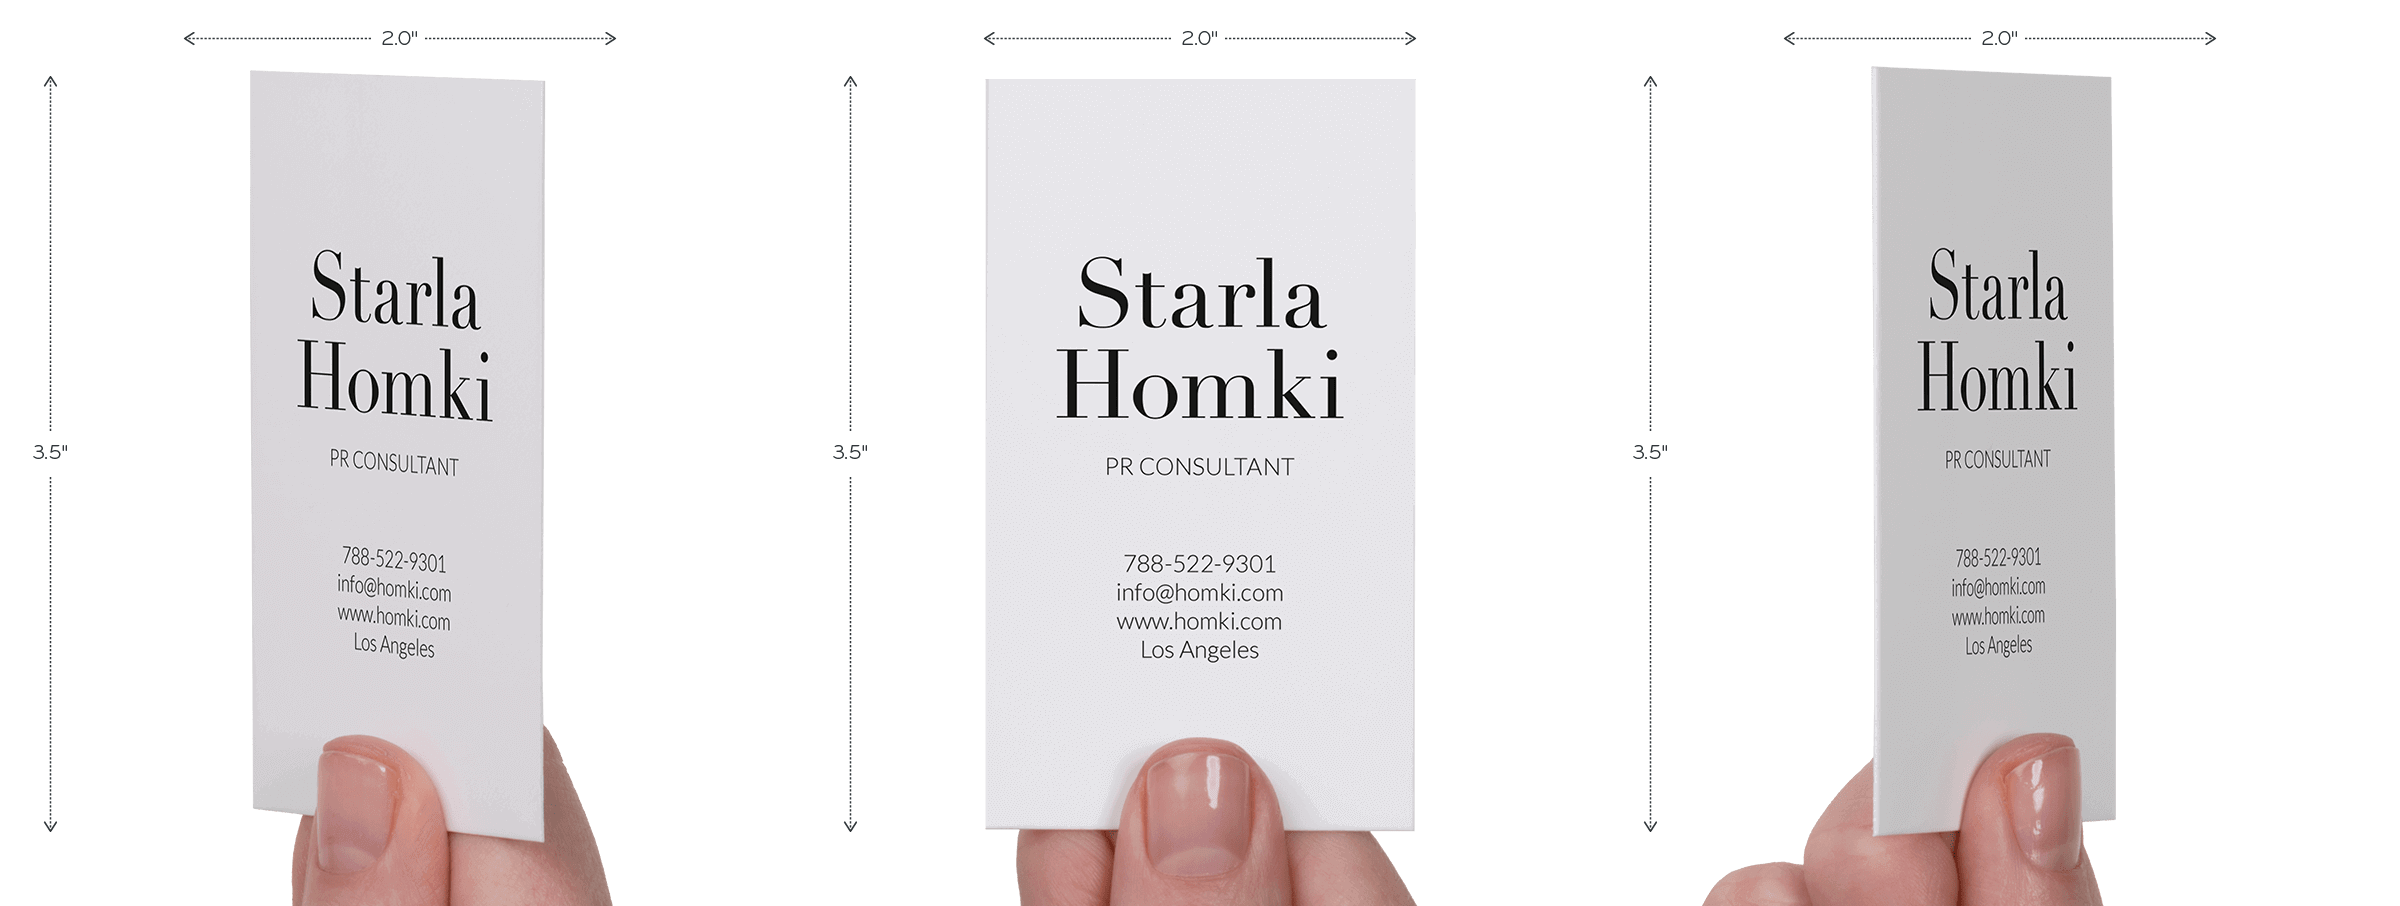 2.0"
3.5"
Starla
Homki
PR CONSULTANT
788-522-9301
info@homki.com
www.homki.com
Los Angeles
2.0"
3.5"
Starla
Homki
PR CONSULTANT
788-522-9301
info@homki.com
www.homki.com
Los Angeles
2.0"
3.5"
Starla
Homki
PR CONSULTANT
788-522-9301
info@homki.com
www.homki.com
Los Angeles